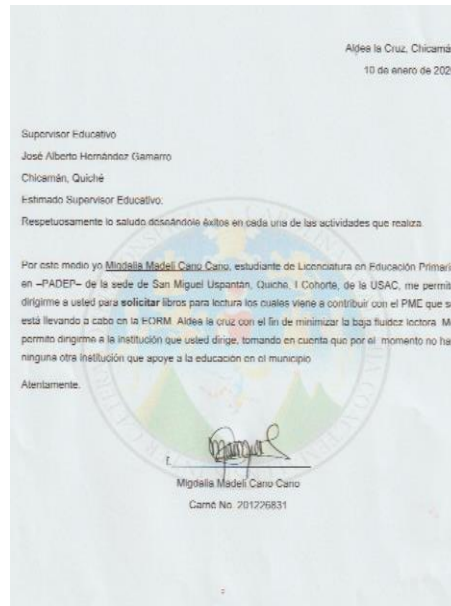 Aldea la Cruz, Chicamán
10 de enero de 202
Supervisor Educativo
José Alberto Hernández Gamarro
Chicamán, Quiché
Estimado Supervisor Educativo:
Respetuosamente lo saludo deseándole éxitos en cada una de las actividades que realiza.
Por este medio yo Migdalia Madeli Cano Cano, estudiante de Licenciatura en Educación Primaria
en –PADEP– de la sede de San Miguel Uspantán, Quiché, I Cohorte, de la USAC, me permit
dirigirme a usted para solicitar libros para lectura los cuales viene a contribuir con el PME que s
está llevando a cabo en la EORM. Aldea la cruz con el fin de minimizar la baja fluidez lectora. M
permito dirigirme a la institución que usted dirige, tomando en cuenta que por el momento no ha
ninguna otra institución que apoye a la educación en el municipio
Atentamente.
Migdalia Madeli Cano Cano
Carné No. 201226831